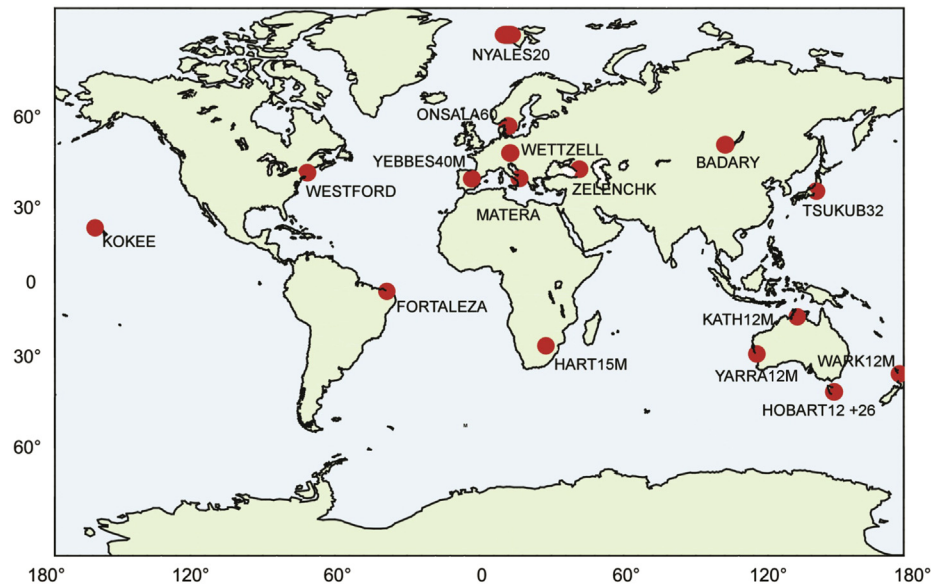 NYALES20
60°
ONSALA60
WETTZELL
YEBBES40M
BADARY
ZELENCHK
WESTFORD
30°
MATERA
TSUKUB32
KOKEE
0
FORTALEZA
KATH12M
30°
HART15M
WARK12M
YARRA12M
HOBART12 +26
60°
180° 120° 60° 0 60° 120° 180°